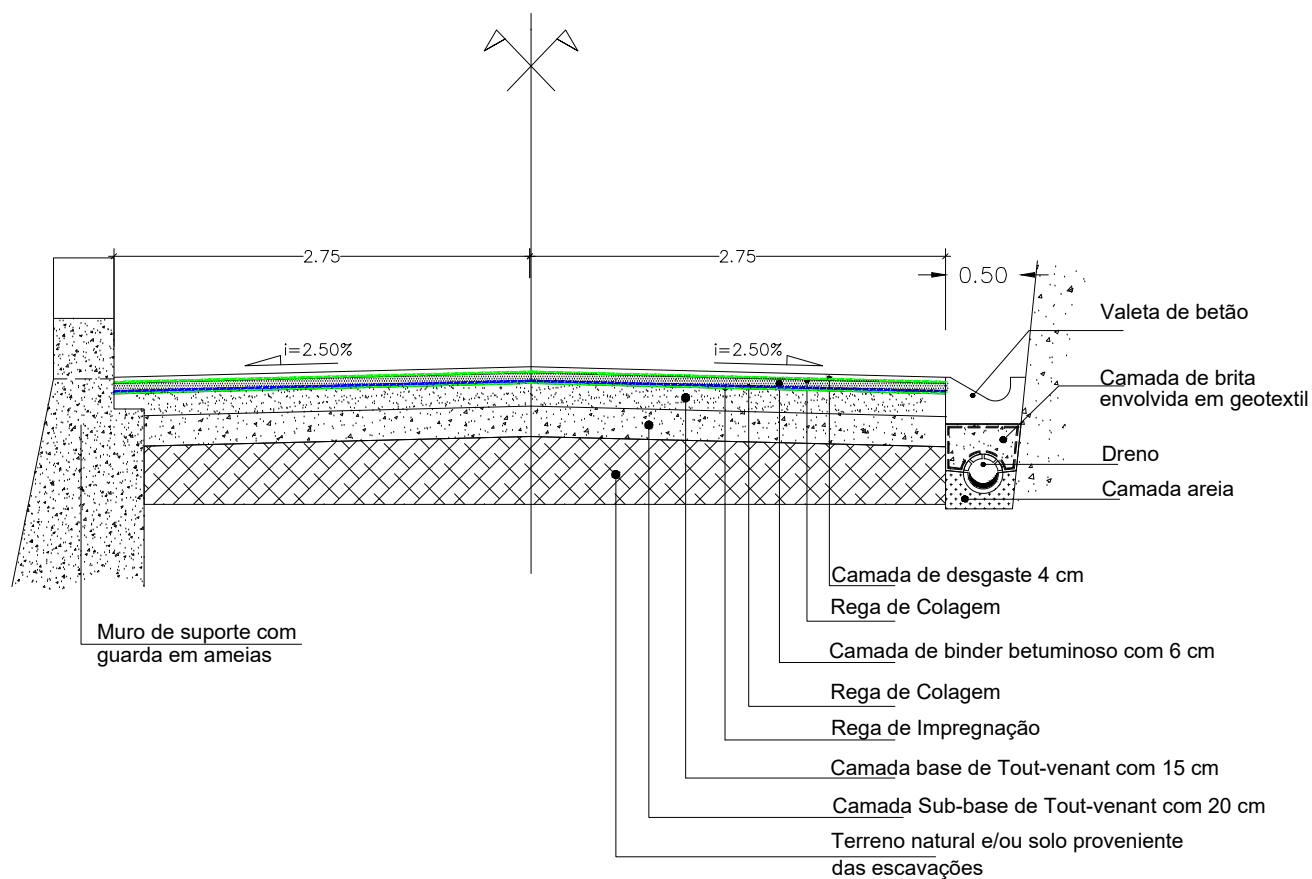 2.75
2.75
0.50
i=2.50%
i=2.50%
Valeta de betão
Camada de brita
envolvida em geotextil
Dreno
Camada areia
Camada de desgaste 4 cm
Rega de Colagem
Muro de suporte com
guarda em ameias
Camada de binder betuminoso com 6 cm
Rega de Colagem
Rega de Impregnação
Camada base de Tout-venant com 15 cm
Camada Sub-base de Tout-venant com 20 cm
Terreno natural e/ou solo proveniente
das escavações